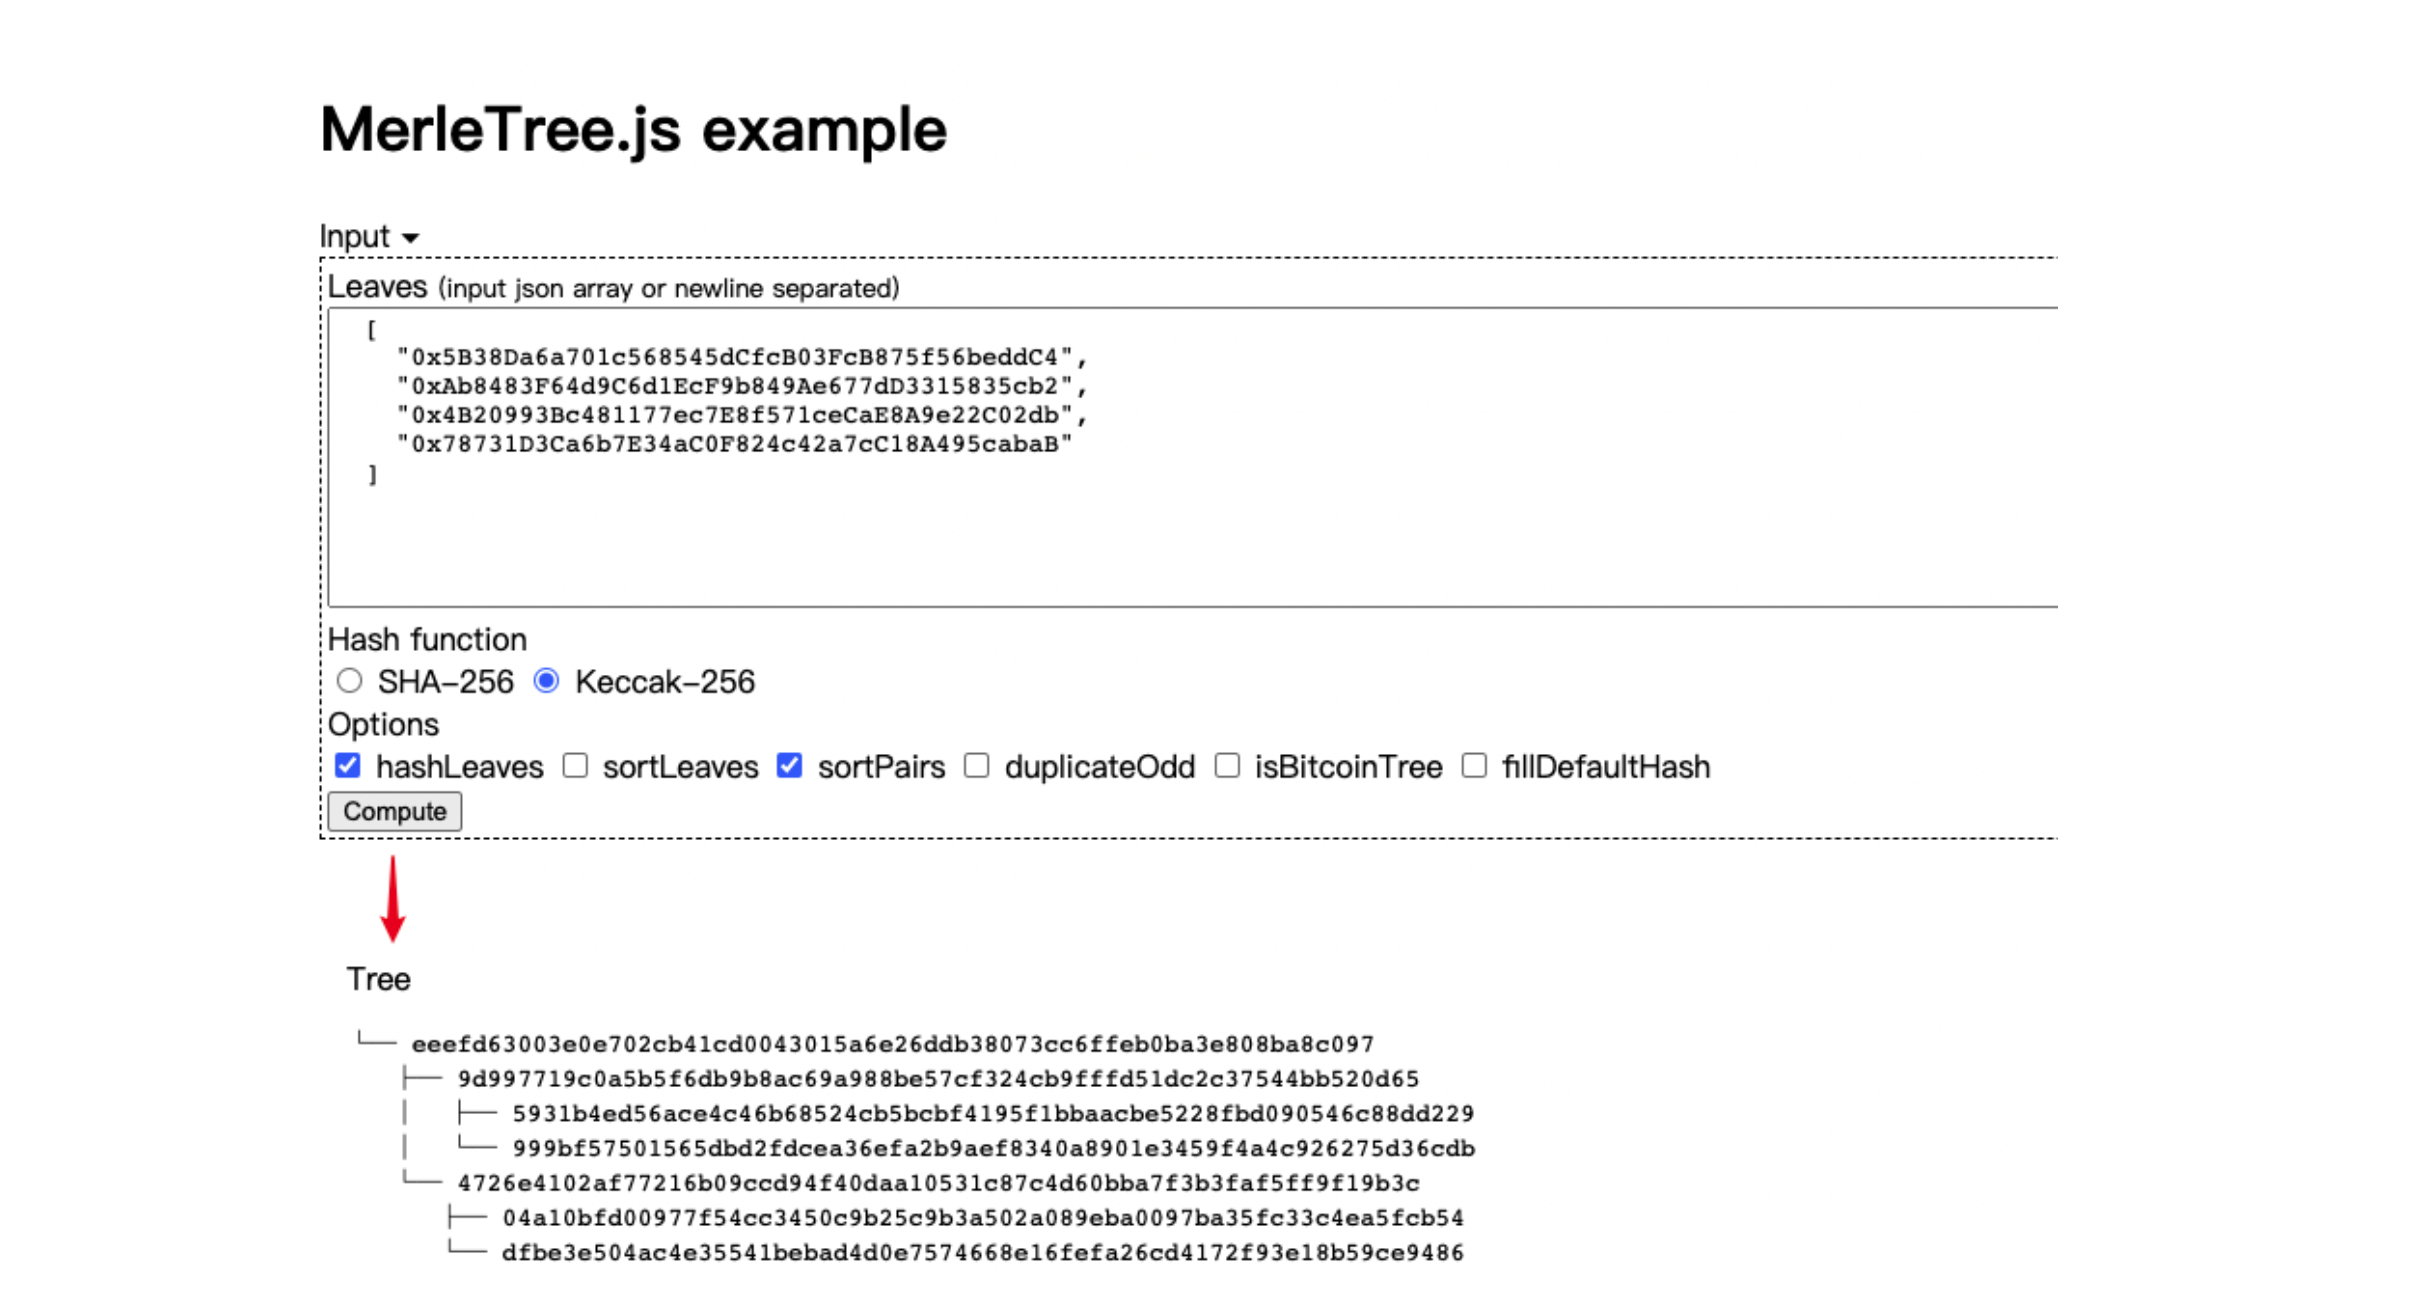 MerleTree.js example
Input
Leaves (input json array or newline separated)
[
"0x5B38Da6a701c568545dCfcB03FcB875f56beddC4",
"0xAb8483F64d9C6d1EcF9b849Ae677dD3315835cb2",
"0x4B20993Bc481177ec7E8f571ceCaE8A9e22C02db",
"0x78731D3Ca6b7E34aC0F824c42a7cC18A495cabaB"
]
Hash function
SHA-256 Keccak-256
Options
hashLeaves sortLeaves sortPairs duplicateOdd isBitcoinTree fillDefaultHash
Compute
Tree
eeefd63003e0e702cb41cd0043015a6e26ddb38073cc6ffeb0ba3e808ba8c097
9d997719c0a5b5f6db9b8ac69a988be57cf324cb9fffd51dc2c37544bb520d65
5931b4ed56ace4c46b68524cb5bcbf4195f1bbaacbe5228fbd090546c88dd229
999bf57501565dbd2fdcea36efa2b9aef8340a8901e3459f4a4c926275d36cdb
4726e4102af77216b09ccd94f40daa10531c87c4d60bba7f3b3faf5ff9f19b3c
04a10bfd00977f54cc3450c9b25c9b3a502a089eba0097ba35fc33c4ea5fcb54
dfbe3e504ac4e35541bebad4d0e7574668e16fefa26cd4172f93e18b59ce9486